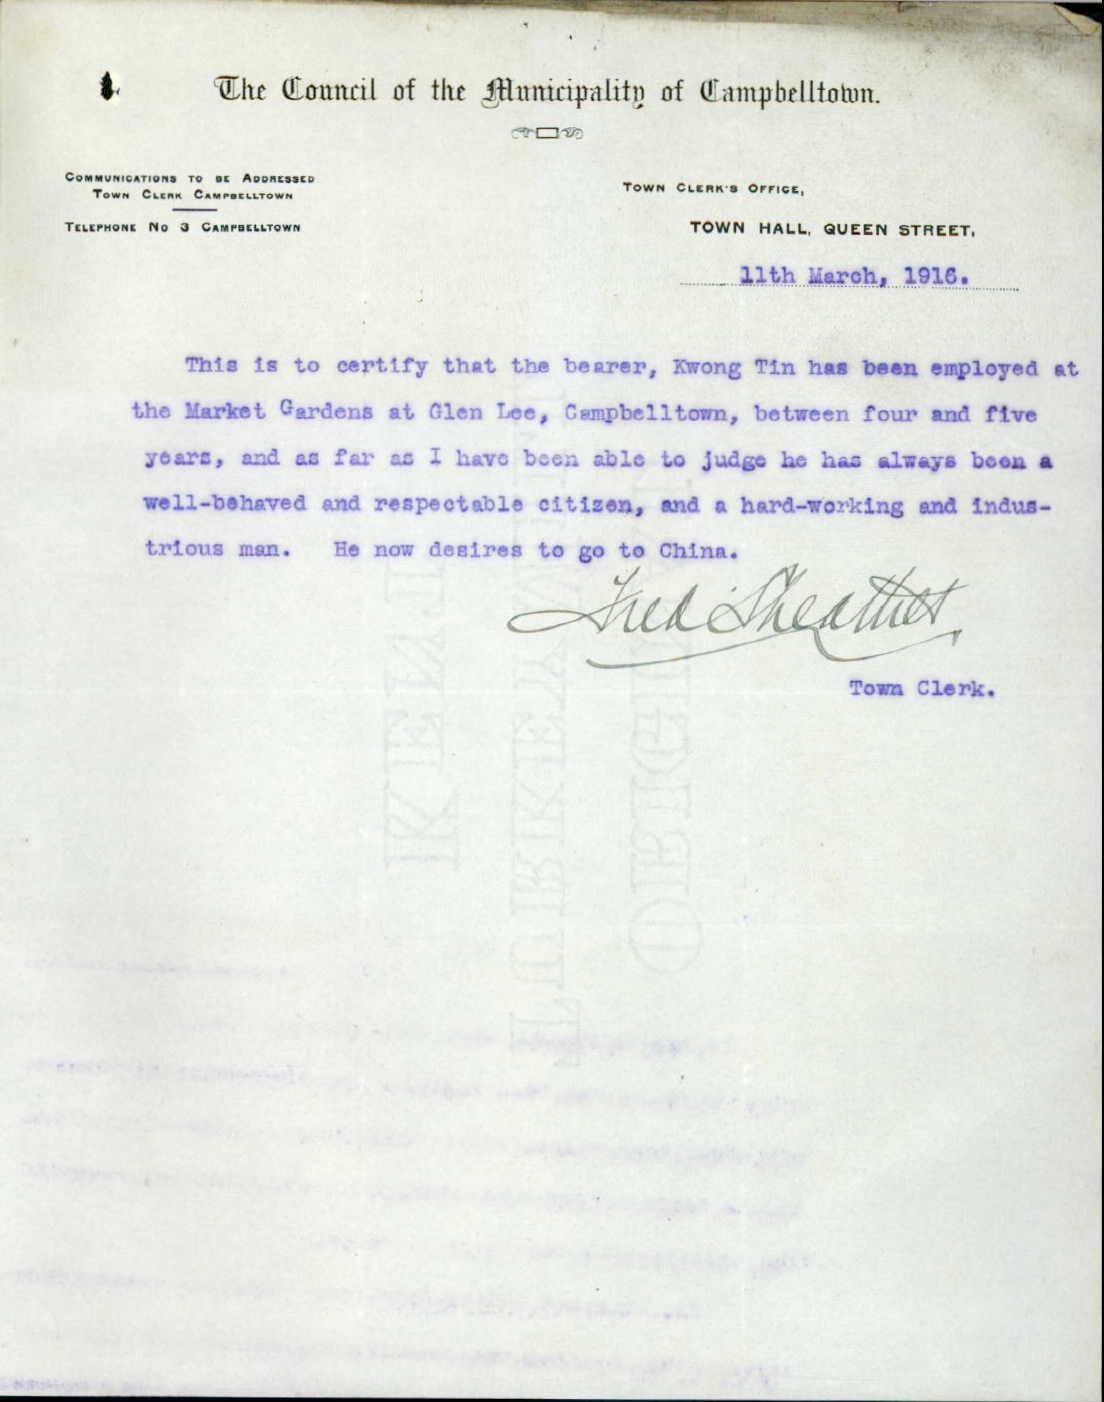 The Council of the Municipality of Campbelltown.
Communications to be Addressed
Town Clerk Campbelltown
Telephone No 3 Campbelltown
Town Clerk's Office,
TOWN HALL, QUEEN STREET,
11th March, 1916.
This is to certify that the bearer, Kwong Tin has been employed at
the Market Gardens at Glen Lee, Campbelltown, between four and five
years, and as far as I have been able to judge he has always been a
well-behaved and respectable citizen, and a hard-working and indus-
trious man. He now desires to go to China.
Fred Sheather
Town Clerk.
ORIGINAL
TURKEY MILL
KENT